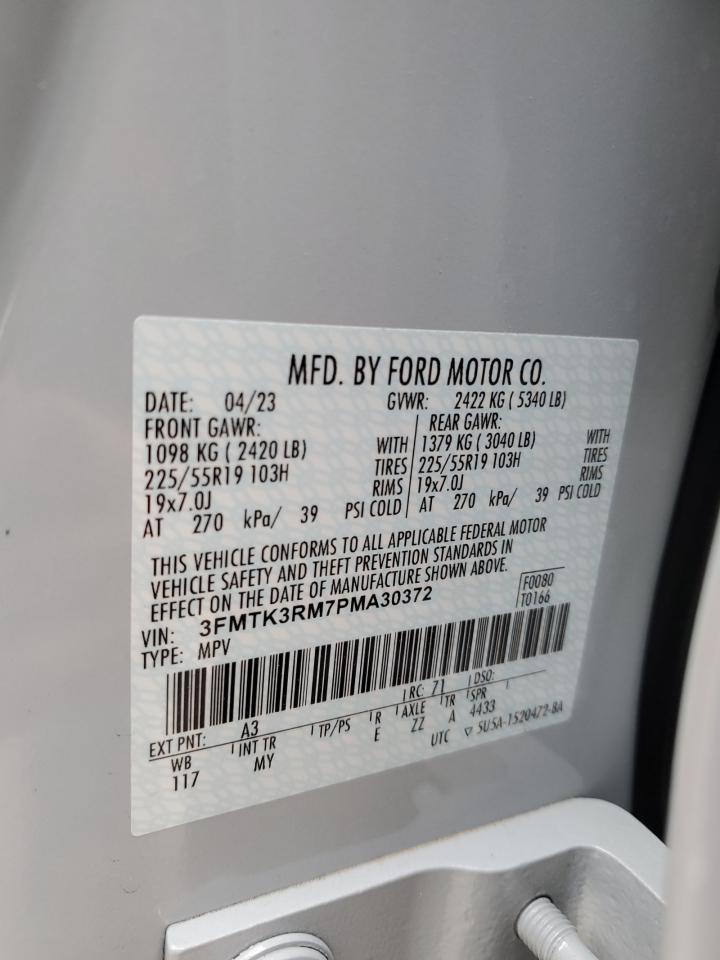 MFD. BY FORD MOTOR CO.
DATE: 04/23 GVWR: 2422 KG ( 5340 LB)
FRONT GAWR: REAR GAWR:
1098 KG ( 2420 LB) WITH 1379 KG ( 3040 LB) WITH
225/55R19 103H TIRES 225/55R19 103H TIRES
19x7.0J RIMS 19x7.0J RIMS
AT 270 kPa/ 39 PSI COLD AT 270 kPa/ 39 PSI COLD
THIS VEHICLE CONFORMS TO ALL APPLICABLE FEDERAL MOTOR
VEHICLE SAFETY AND THEFT PREVENTION STANDARDS IN
EFFECT ON THE DATE OF MANUFACTURE SHOWN ABOVE.
F0080
VIN: 3FMTK3RM7PMA30372 T0166
TYPE: MPV
EXT PNT: A3 RC: 71 DSO:
WB INT TR TP/PS R AXLE TR SPR
117 MY E ZZ A 4433
UTC ▽ 5U5A-1520472-BA